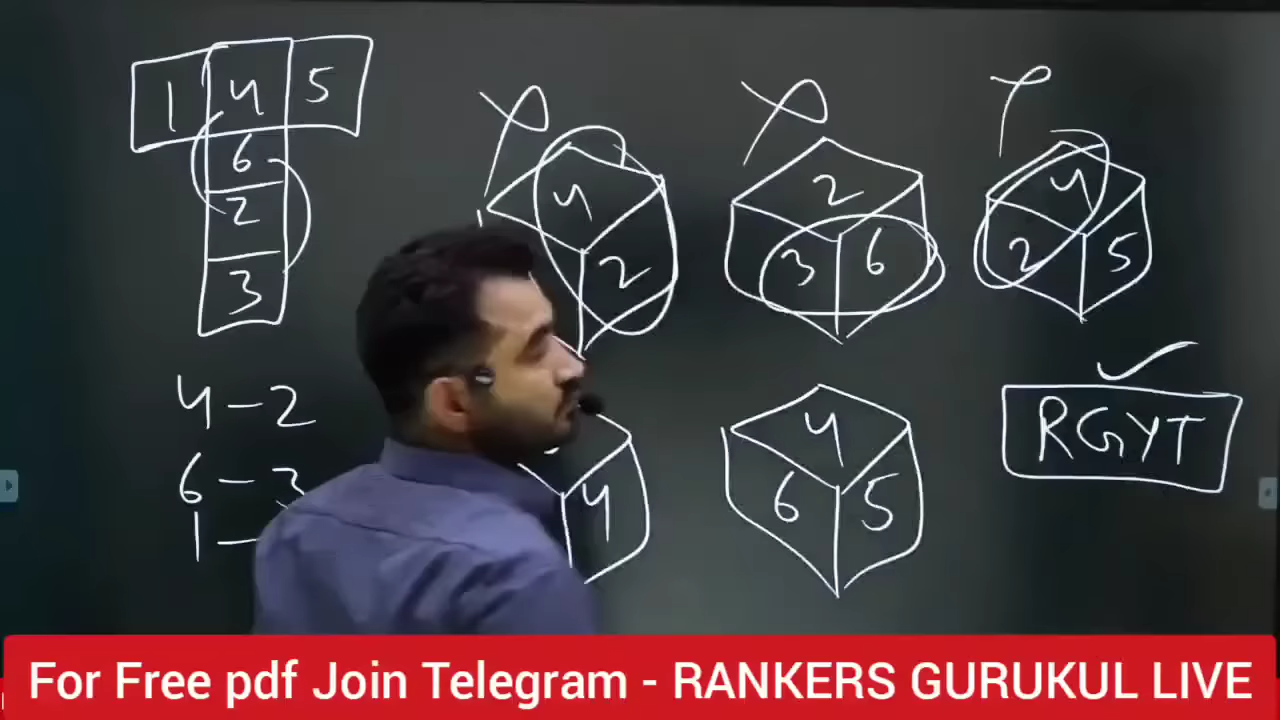 1 4 5
6
2
3
4 – 2
6 – 3
1 –
4
2
2
3 6
4
2 5
4
4
6 5
RGYT
For Free pdf Join Telegram - RANKERS GURUKUL LIVE